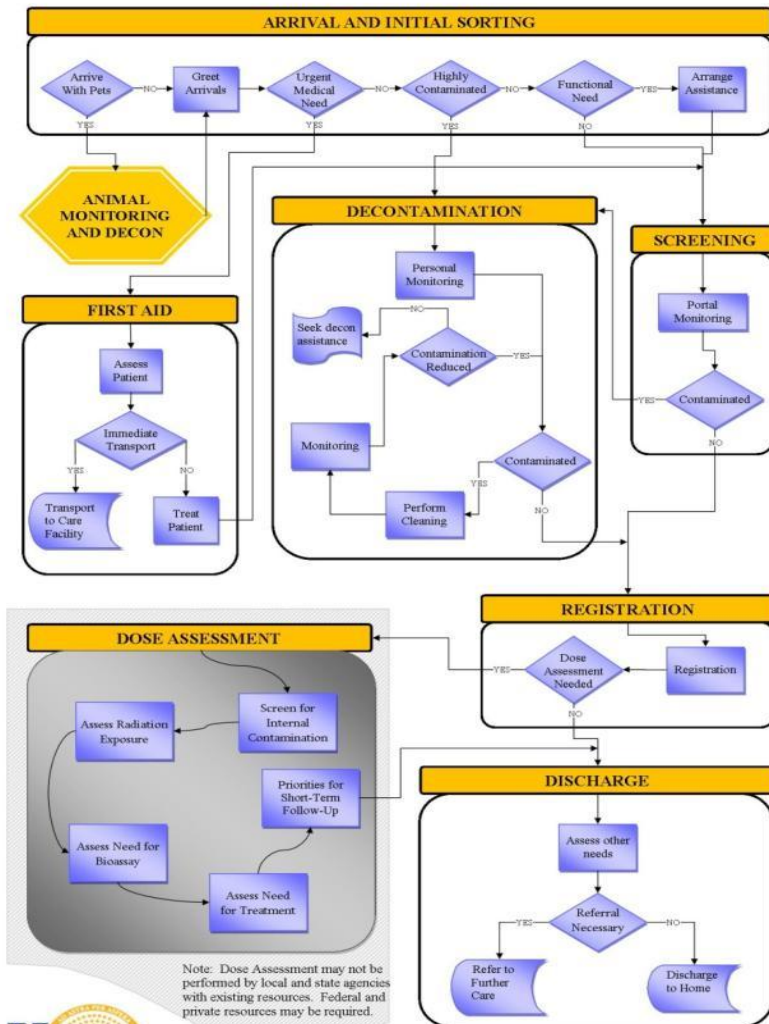 ARRIVAL AND INITIAL SORTING
Arrive
With Pets
NO
Greet
Arrivals
Urgent
Medical
Need
NO
Highly
Contaminated
NO
Functional
Need
YES
Arrange
Assistance
YES
YES
YES
NO
ANIMAL
MONITORING
AND DECON
DECONTAMINATION
Personal
Monitoring
NO
Seek decon
assistance
Contamination
Reduced
YES
Monitoring
Contaminated
YES
Perform
Cleaning
NO
SCREENING
Portal
Monitoring
YES
Contaminated
NO
FIRST AID
Assess
Patient
Immediate
Transport
YES
NO
Transport
to Care
Facility
Treat
Patient
REGISTRATION
YES
Dose
Assessment
Needed
Registration
NO
DOSE ASSESSMENT
Screen for
Internal
Contamination
Assess Radiation
Exposure
Priorities for
Short-Term
Follow-Up
Assess Need for
Bioassay
Assess Need
for Treatment
Note: Dose Assessment may not be
performed by local and state agencies
with existing resources. Federal and
private resources may be required.
DISCHARGE
Assess other
needs
YES
Referral
Necessary
NO
Refer to
Further
Care
Discharge
to Home